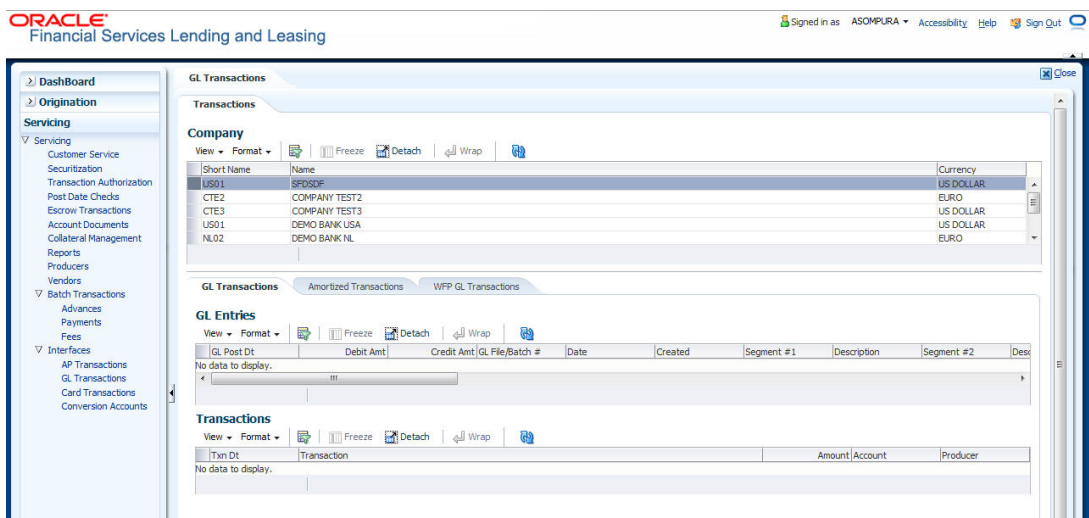 ORACLE®
Financial Services Lending and Leasing
Signed in as ASOMPURA Accessibility Help Sign Out
Close
DashBoard
Origination
Servicing
Servicing
Customer Service
Securitization
Transaction Authorization
Post Date Checks
Escrow Transactions
Account Documents
Collateral Management
Reports
Producers
Vendors
Batch Transactions
Advances
Payments
Fees
Interfaces
AP Transactions
GL Transactions
Card Transactions
Conversion Accounts
GL Transactions
Transactions
Company
View Format Freeze Detach Wrap
Short Name Name Currency
US01 SFDSDF US DOLLAR
CTE2 COMPANY TEST2 EURO
CTE3 COMPANY TEST3 US DOLLAR
US01 DEMO BANK USA US DOLLAR
NL02 DEMO BANK NL EURO
GL Transactions Amortized Transactions WFP GL Transactions
GL Entries
View Format Freeze Detach Wrap
GL Post Dt Debit Amt Credit Amt GL File/Batch # Date Created Segment #1 Description Segment #2 Desc
No data to display.
Transactions
View Format Freeze Detach Wrap
Txn Dt Transaction Amount Account Producer
No data to display.